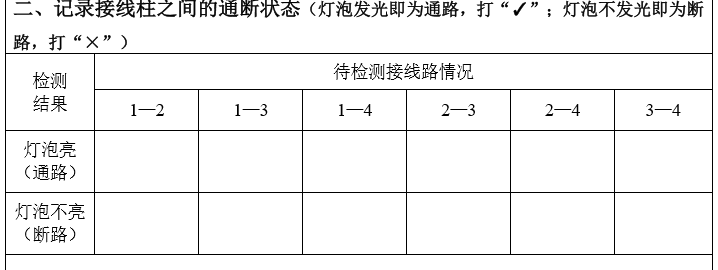 二、记录接线柱之间的通断状态（灯泡发光即为通路，打“✓”；灯泡不发光即为断
路，打“×”）
检测
结果
待检测接线路情况
1—2 1—3 1—4 2—3 2—4 3—4
灯泡亮
（通路）
灯泡不亮
（断路）